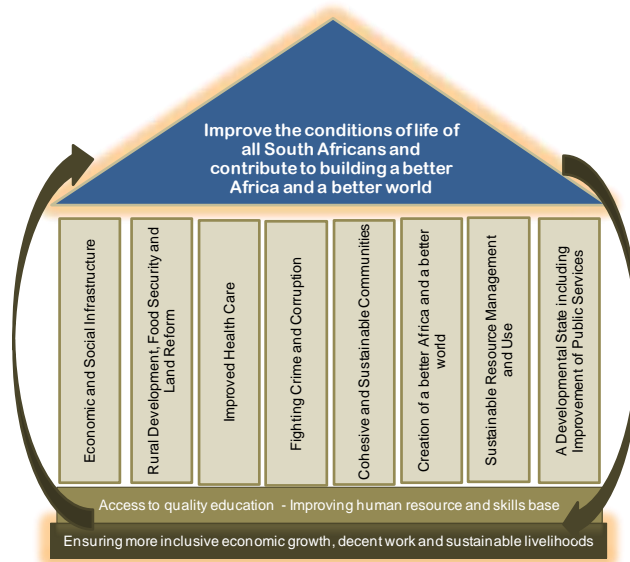 Improve the conditions of life of
all South Africans and
contribute to building a better
Africa and a better world
Economic and Social Infrastructure
Rural Development, Food Security and
Land Reform
Improved Health Care
Fighting Crime and Corruption
Cohesive and Sustainable Communities
Creation of a better Africa and a better
world
Sustainable Resource Management
and Use
A Developmental State including
Improvement of Public Services
Access to quality education - Improving human resource and skills base
Ensuring more inclusive economic growth, decent work and sustainable livelihoods